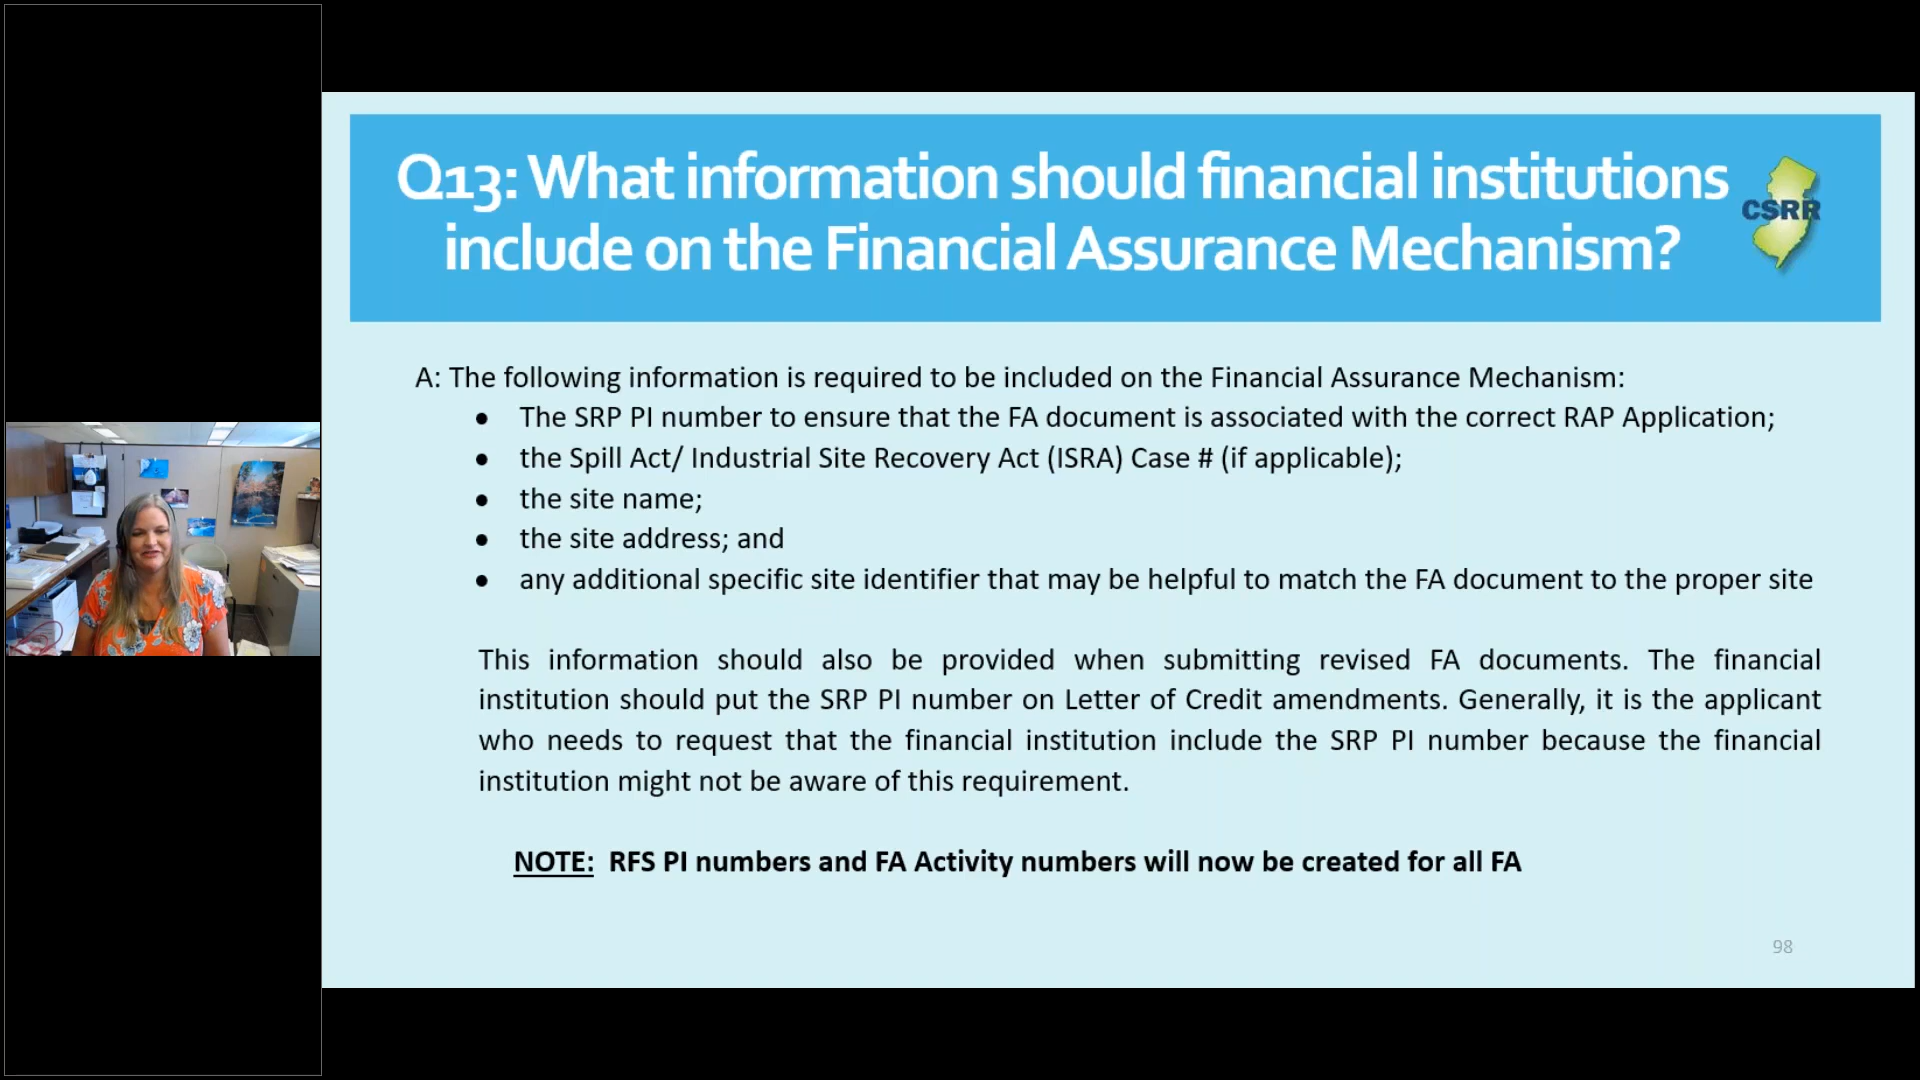 Q13: What information should financial institutions
include on the Financial Assurance Mechanism?
CSRR
A: The following information is required to be included on the Financial Assurance Mechanism:
• The SRP PI number to ensure that the FA document is associated with the correct RAP Application;
• the Spill Act/ Industrial Site Recovery Act (ISRA) Case # (if applicable);
• the site name;
• the site address; and
• any additional specific site identifier that may be helpful to match the FA document to the proper site
This information should also be provided when submitting revised FA documents. The financial
institution should put the SRP PI number on Letter of Credit amendments. Generally, it is the applicant
who needs to request that the financial institution include the SRP PI number because the financial
institution might not be aware of this requirement.
NOTE: RFS PI numbers and FA Activity numbers will now be created for all FA
98